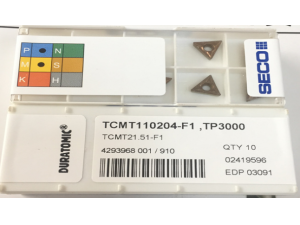 P N
M S
K H
SECO
DURATOMIC®
TCMT110204-F1 ,TP3000
TCMT21.51-F1
4293968 001 / 910
QTY 10
02419596
EDP 03091